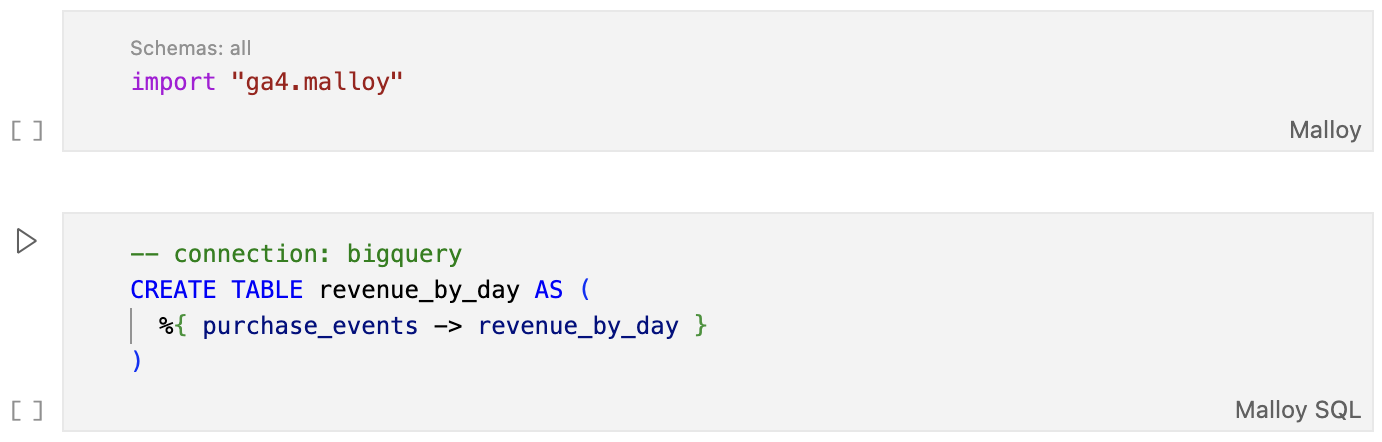 Schemas: all
import "ga4.malloy"
[ ]
Malloy
-- connection: bigquery
CREATE TABLE revenue_by_day AS (
%{ purchase_events -> revenue_by_day }
)
[ ]
Malloy SQL